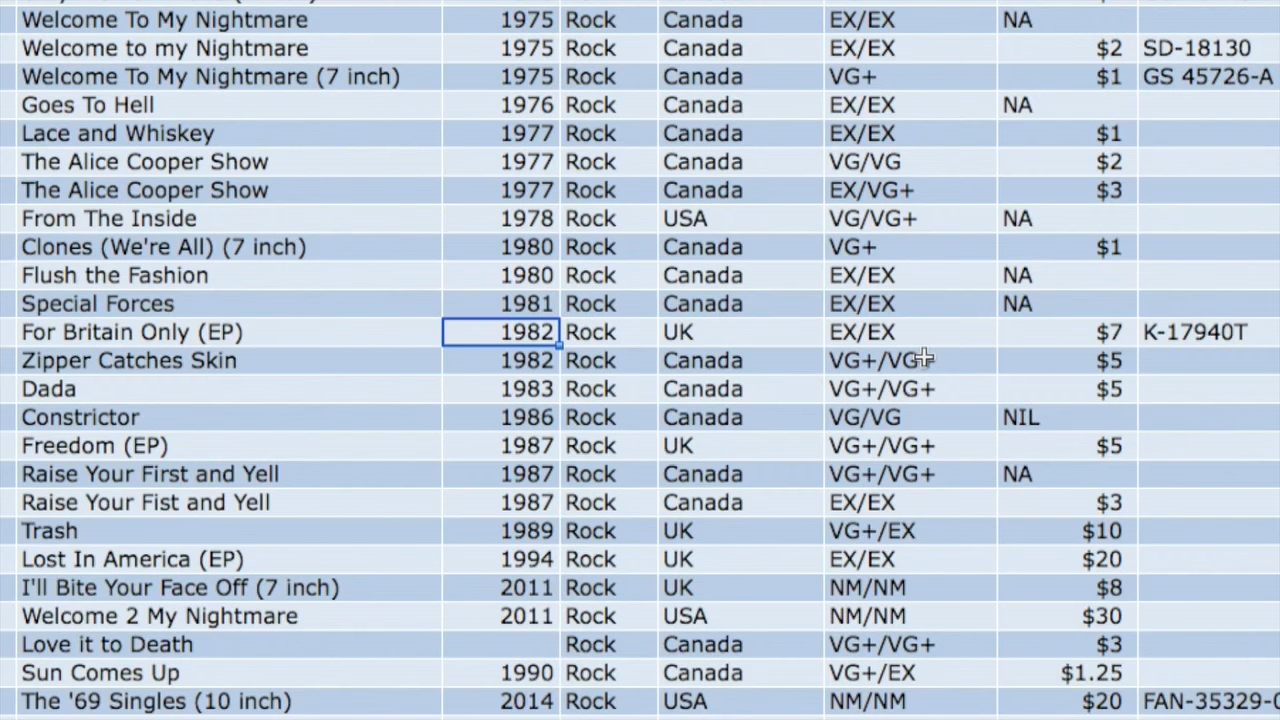 Welcome To My Nightmare 1975 Rock Canada EX/EX NA
Welcome to my Nightmare 1975 Rock Canada EX/EX $2 SD-18130
Welcome To My Nightmare (7 inch) 1975 Rock Canada VG+ $1 GS 45726-A
Goes To Hell 1976 Rock Canada EX/EX NA
Lace and Whiskey 1977 Rock Canada EX/EX $1
The Alice Cooper Show 1977 Rock Canada VG/VG $2
The Alice Cooper Show 1977 Rock Canada EX/VG+ $3
From The Inside 1978 Rock USA VG/VG+ NA
Clones (We're All) (7 inch) 1980 Rock Canada VG+ $1
Flush the Fashion 1980 Rock Canada EX/EX NA
Special Forces 1981 Rock Canada EX/EX NA
For Britain Only (EP) 1982 Rock UK EX/EX $7 K-17940T
Zipper Catches Skin 1982 Rock Canada VG+/VG+ $5
Dada 1983 Rock Canada VG+/VG+ $5
Constrictor 1986 Rock Canada VG/VG NIL
Freedom (EP) 1987 Rock UK VG+/VG+ $5
Raise Your First and Yell 1987 Rock Canada VG+/VG+ NA
Raise Your Fist and Yell 1987 Rock Canada EX/EX $3
Trash 1989 Rock UK VG+/EX $10
Lost In America (EP) 1994 Rock UK EX/EX $20
I'll Bite Your Face Off (7 inch) 2011 Rock UK NM/NM $8
Welcome 2 My Nightmare 2011 Rock USA NM/NM $30
Love it to Death Rock Canada VG+/VG+ $3
Sun Comes Up 1990 Rock Canada VG+/EX $1.25
The '69 Singles (10 inch) 2014 Rock USA NM/NM $20 FAN-35329-